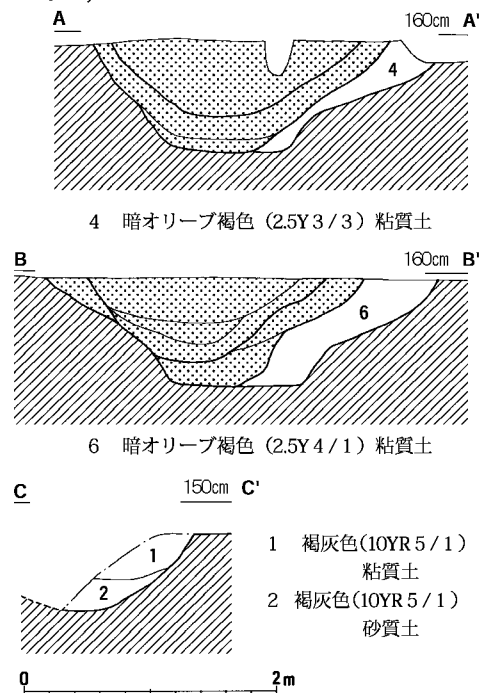 A 160cm A'
4
4 暗オリーブ褐色（2.5Y 3 / 3）粘質土
B 160cm B'
6
6 暗オリーブ褐色（2.5Y 4 / 1）粘質土
C 150cm C'
1
2
1 褐灰色(10YR 5 / 1)
粘質土
2 褐灰色(10YR 5 / 1)
砂質土
0 2m